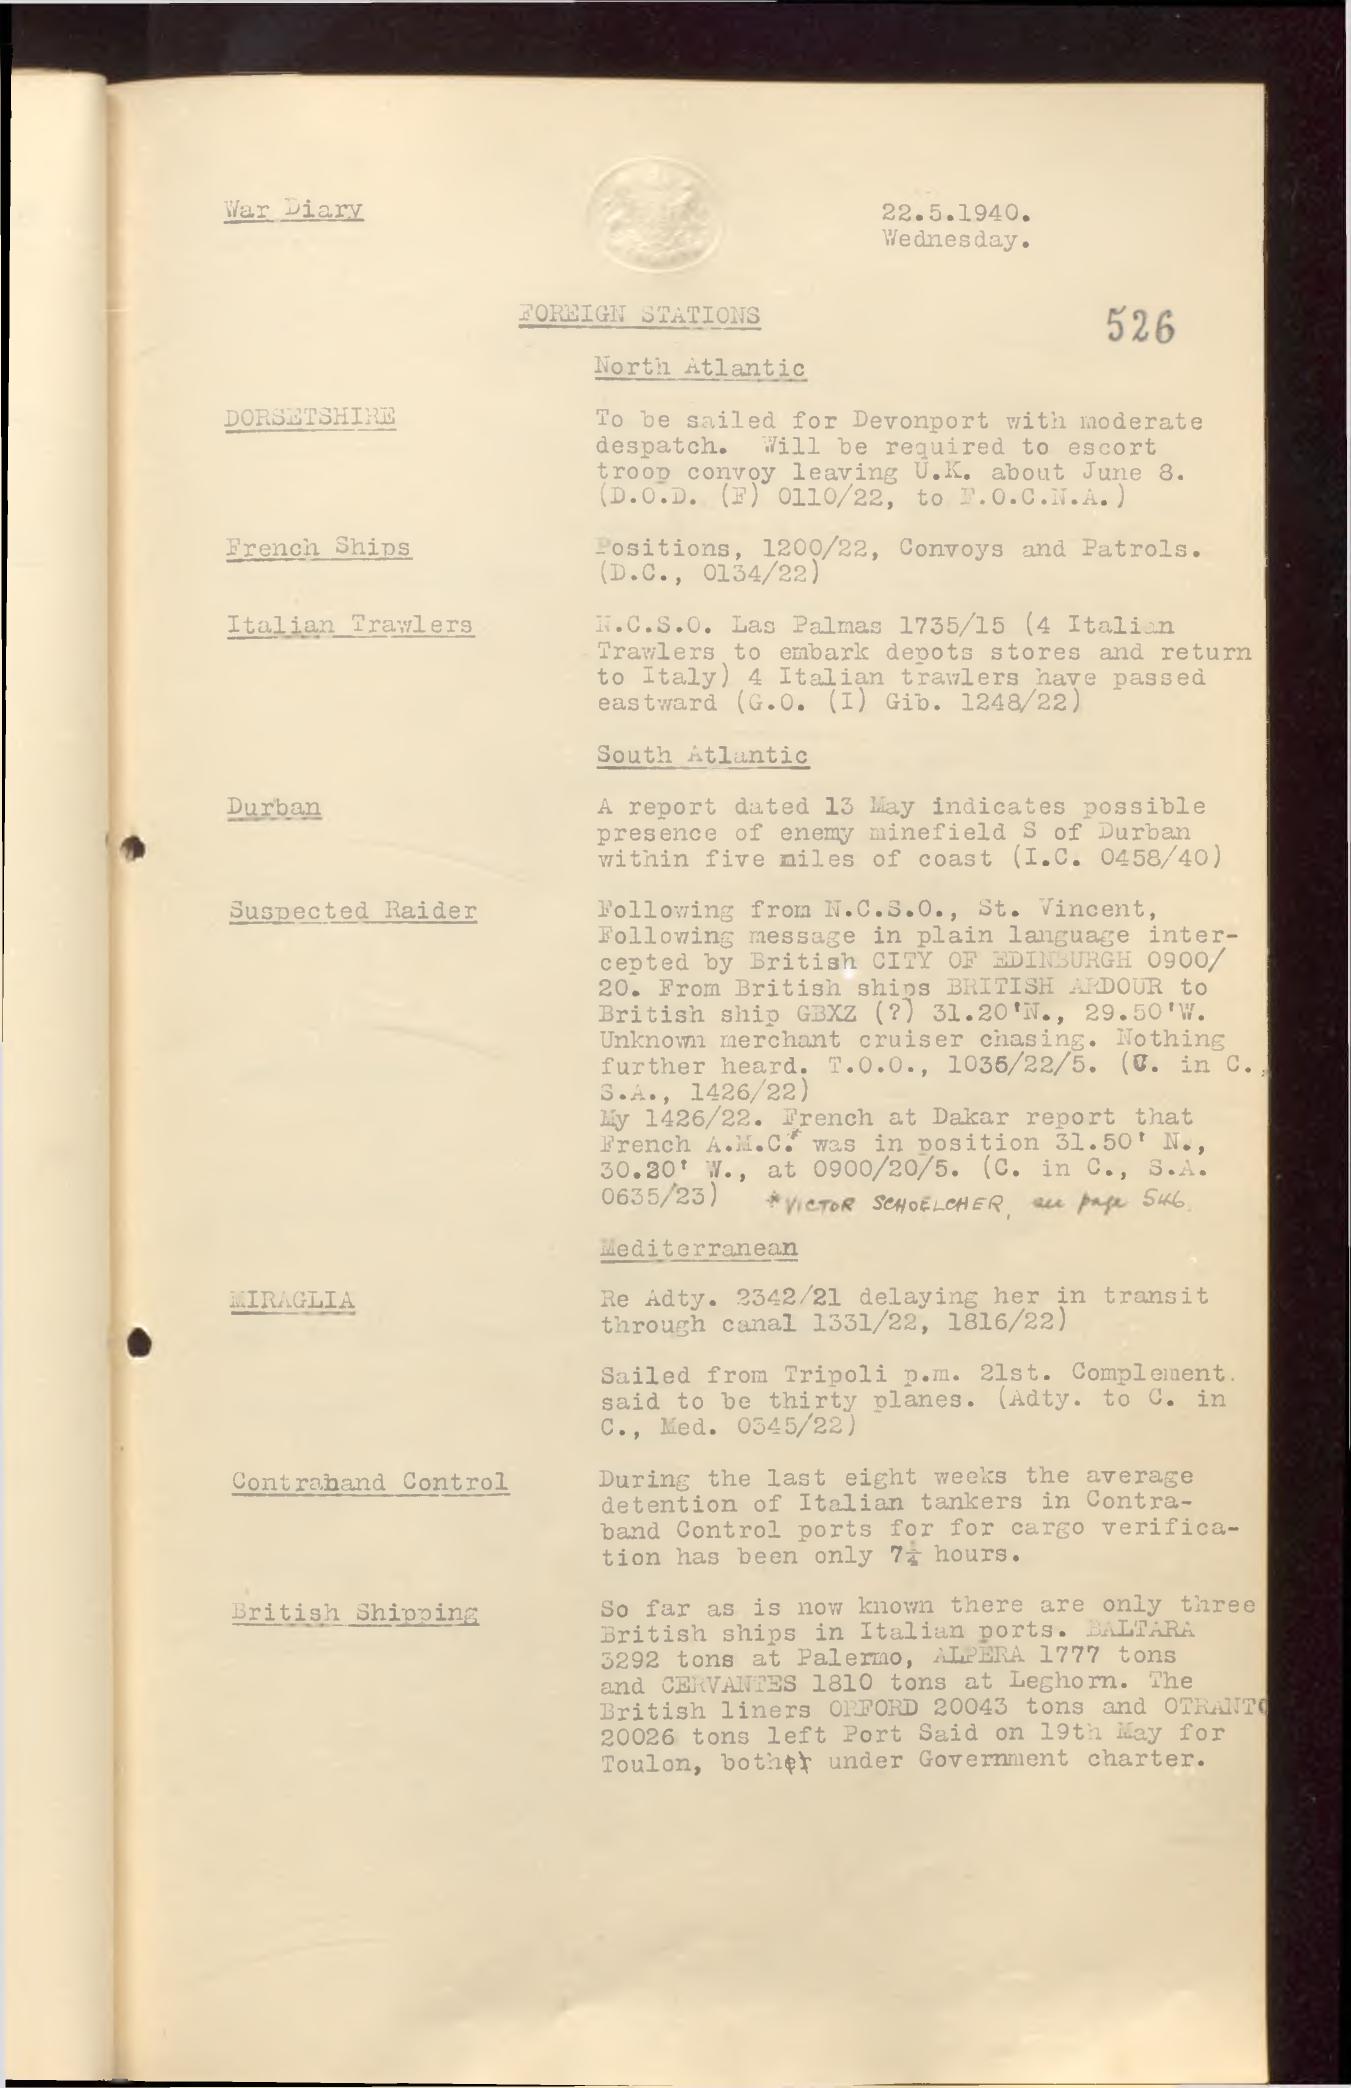 War Diary
22.5.1940.
Wednesday.
FOREIGN STATIONS
526
North Atlantic
DORSETSHIRE
To be sailed for Devonport with moderate
despatch. Will be required to escort
troop convoy leaving U.K. about June 8.
(D.O.D. (F) 0110/22, to F.O.C.N.A.)
French Ships
Positions, 1200/22, Convoys and Patrols.
(D.C., 0134/22)
Italian Trawlers
N.C.S.O. Las Palmas 1735/15 (4 Italian
Trawlers to embark depots stores and return
to Italy) 4 Italian trawlers have passed
eastward (G.O. (I) Gib. 1248/22)
South Atlantic
Durban
A report dated 13 May indicates possible
presence of enemy minefield S of Durban
within five miles of coast (I.C. 0458/40)
Suspected Raider
Following from N.C.S.O., St. Vincent,
Following message in plain language inter-
cepted by British CITY OF EDINBURGH 0900/
20. From British ships BRITISH ARDOUR to
British ship GBXZ (?) 31.20'N., 29.50'W.
Unknown merchant cruiser chasing. Nothing
further heard. T.O.O., 1036/22/5. (C. in C.,
S.A., 1426/22)
My 1426/22. French at Dakar report that
French A.M.C.* was in position 31.50' N.,
30.20' W., at 0900/20/5. (C. in C., S.A.
0635/23) *VICTOR SCHOELCHER, see page 546.
Mediterranean
MIRAGLIA
Re Adty. 2342/21 delaying her in transit
through canal 1331/22, 1816/22)
Sailed from Tripoli p.m. 21st. Complement.
said to be thirty planes. (Adty. to C. in
C., Med. 0345/22)
Contraband Control
During the last eight weeks the average
detention of Italian tankers in Contra-
band Control ports for for cargo verifica-
tion has been only 7¼ hours.
British Shipping
So far as is now known there are only three
British ships in Italian ports. BALTARA
3292 tons at Palermo, ALPERA 1777 tons
and CERVANTES 1810 tons at Leghorn. The
British liners ORFORD 20043 tons and OTRANTO
20026 tons left Port Said on 19th May for
Toulon, both under Government charter.